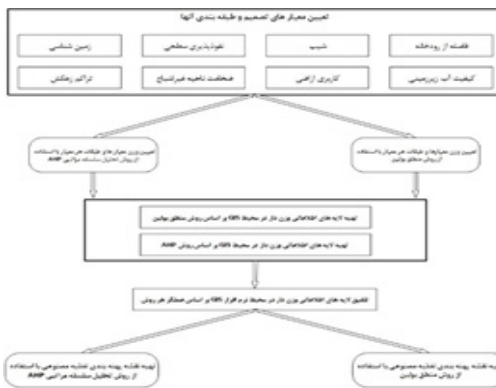 تعیین معیار های تصمیم و طبقه بندی آنها
فاصله از رودخانه
شیب
نفوذپذیری سطحی
زمین شناسی
کیفیت آب زیرزمینی
کاربری اراضی
ضخامت ناحیه غیراشباع
تراکم زهکش
تعیین وزن معیارها و طبقات هر معیار با استفاده
از روش منطق بولین
تعیین وزن معیارها و طبقات هر معیار با استفاده
از روش تحلیل سلسله مراتبی AHP
تهیه لایه های اطلاعاتی وزن دار در محیط GIS بر اساس روش منطق بولین
تهیه لایه های اطلاعاتی وزن دار در محیط GIS بر اساس روش AHP
تلفیق لایه های اطلاعاتی وزن دار در محیط نرم افزار GIS بر اساس عملگر هر روش
تهیه نقشه پهنه بندی تغذیه مصنوعی با استفاده
از روش منطق بولین
تهیه نقشه پهنه بندی تغذیه مصنوعی با استفاده
از روش تحلیل سلسله مراتبی AHP